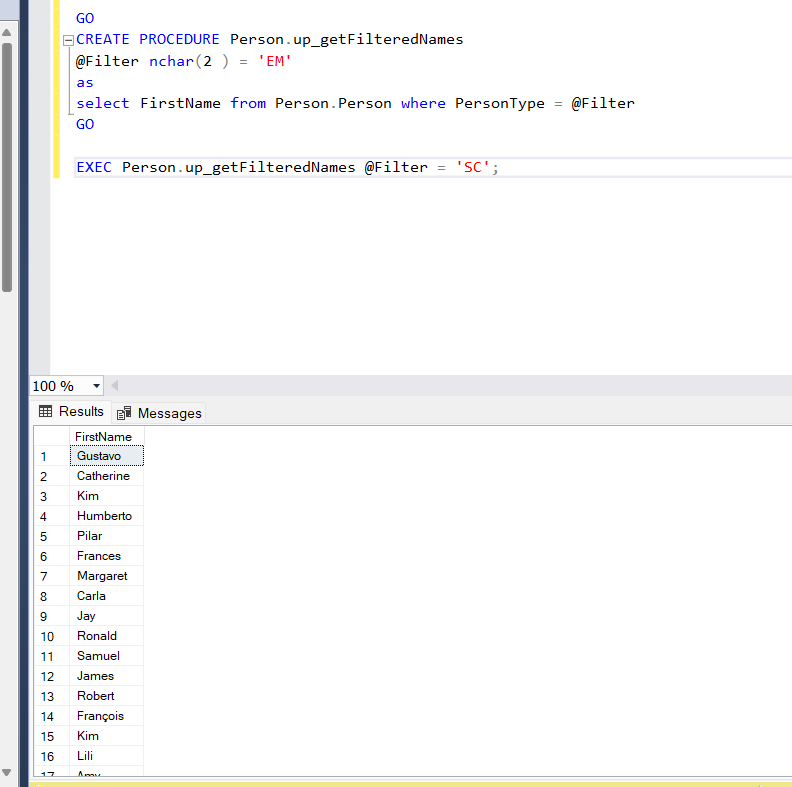 GO
CREATE PROCEDURE Person.up_getFilteredNames
@Filter nchar(2 ) = 'EM'
as
select FirstName from Person.Person where PersonType = @Filter
GO
EXEC Person.up_getFilteredNames @Filter = 'SC';
100 %
Results Messages
FirstName
1 Gustavo
2 Catherine
3 Kim
4 Humberto
5 Pilar
6 Frances
7 Margaret
8 Carla
9 Jay
10 Ronald
11 Samuel
12 James
13 Robert
14 François
15 Kim
16 Lili
17 Amy